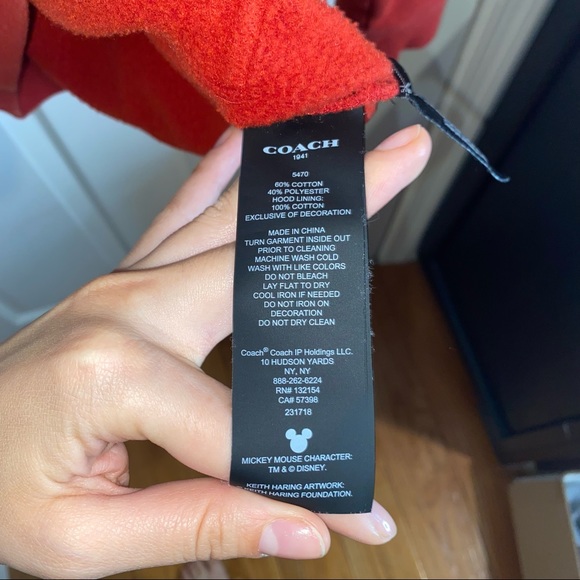 COACH
1941
5470
60% COTTON
40% POLYESTER
HOOD LINING:
100% COTTON
EXCLUSIVE OF DECORATION
MADE IN CHINA
TURN GARMENT INSIDE OUT
PRIOR TO CLEANING
MACHINE WASH COLD
WASH WITH LIKE COLORS
DO NOT BLEACH
LAY FLAT TO DRY
COOL IRON IF NEEDED
DO NOT IRON ON
DECORATION
DO NOT DRY CLEAN
Coach® Coach IP Holdings LLC.
10 HUDSON YARDS
NY, NY
888-262-6224
RN# 132154
CA# 57398
231718
MICKEY MOUSE CHARACTER:
TM & © DISNEY.
KEITH HARING ARTWORK:
KEITH HARING FOUNDATION.